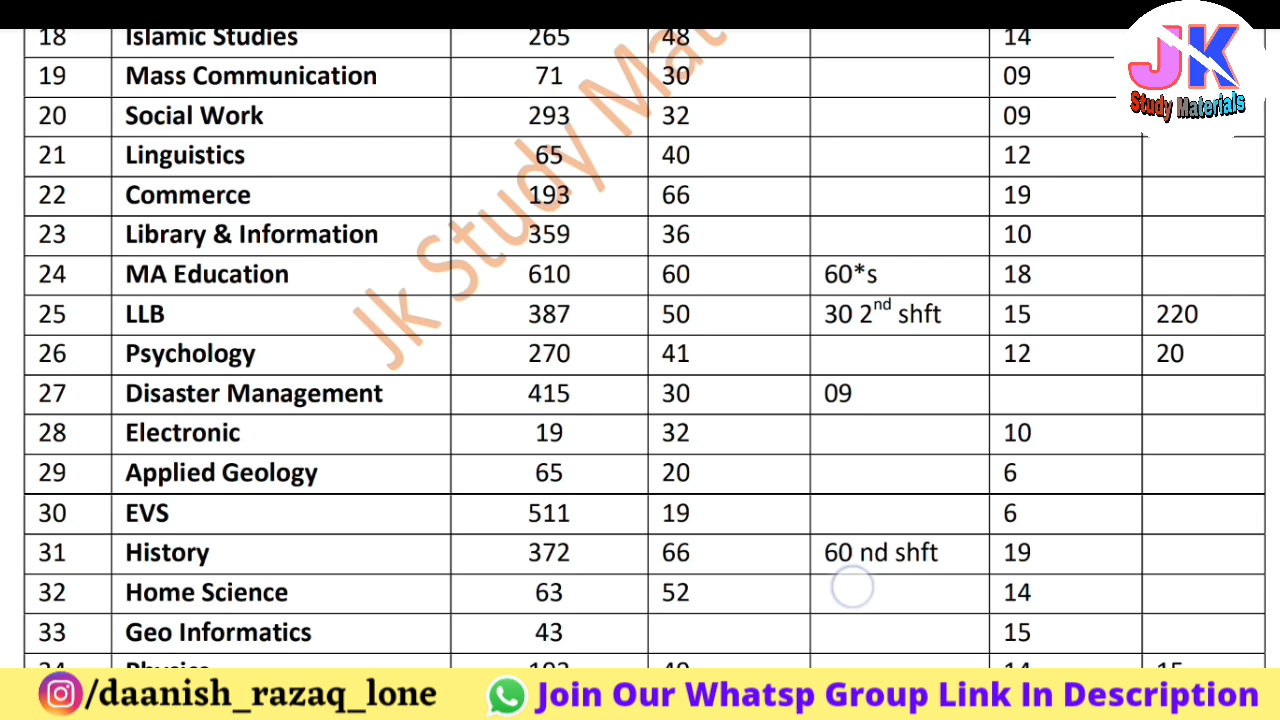 18 Islamic Studies 265 48 14
19 Mass Communication 71 30 09
20 Social Work 293 32 09
21 Linguistics 65 40 12
22 Commerce 193 66 19
23 Library & Information 359 36 10
24 MA Education 610 60 60*s 18
25 LLB 387 50 30 2nd shft 15 220
26 Psychology 270 41 12 20
27 Disaster Management 415 30 09
28 Electronic 19 32 10
29 Applied Geology 65 20 6
30 EVS 511 19 6
31 History 372 66 60 nd shft 19
32 Home Science 63 52 14
33 Geo Informatics 43 15
Jk Study Mat
JK
Study Materials
/daanish_razaq_lone
Join Our Whatsp Group Link In Description